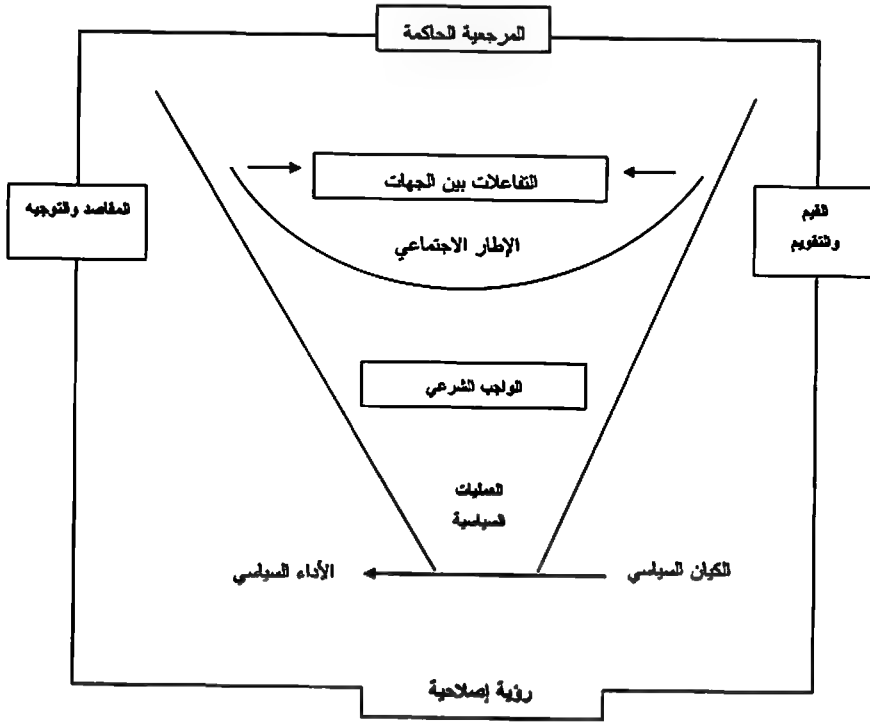 المرجعية الحاكمة
التفاعلات بين الجهات
القيم
والتقويم
المقاصد والتوجيه
الإطار الاجتماعي
الواجب الشرعي
العمليات
السياسية
الكيان السياسي
الأداء السياسي
رؤية إصلاحية